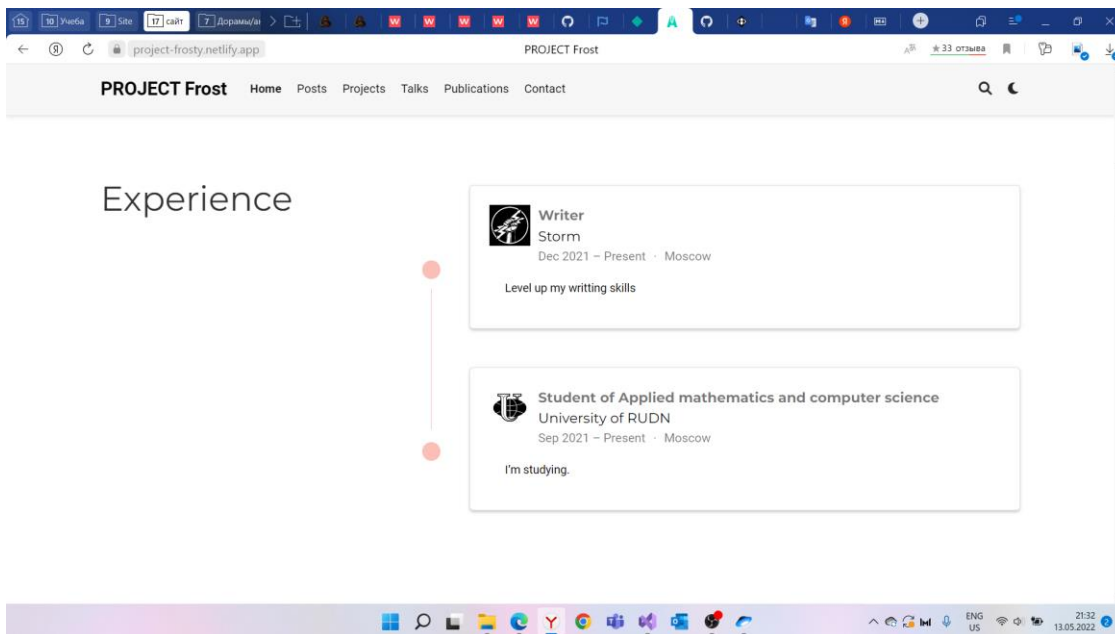 15 10 Учеба 9 Site 17 сайт 7 Дорамы/а
project-frosty.netlify.app PROJECT Frost ★ 33 отзыва
PROJECT Frost Home Posts Projects Talks Publications Contact
Experience
Writer
Storm
Dec 2021 – Present · Moscow
Level up my writting skills
Student of Applied mathematics and computer science
University of RUDN
Sep 2021 – Present · Moscow
I'm studying.
ENG 21:32
US 13.05.2022